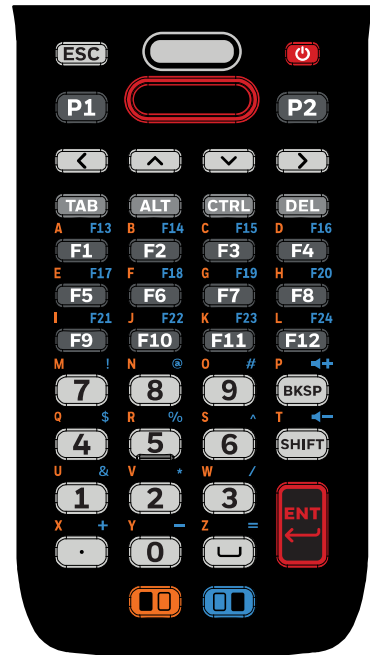 ESC
P1 P2
TAB ALT CTRL DEL
A F13 B F14 C F15 D F16
F1 F2 F3 F4
E F17 F F18 G F19 H F20
F5 F6 F7 F8
I F21 J F22 K F23 L F24
F9 F10 F11 F12
M ! N @ O # P +
7 8 9 BKSP
Q $ R % S ^ T −
4 5 6 SHIFT
U & V * W /
1 2 3 ENT
X + Y − Z =
. 0